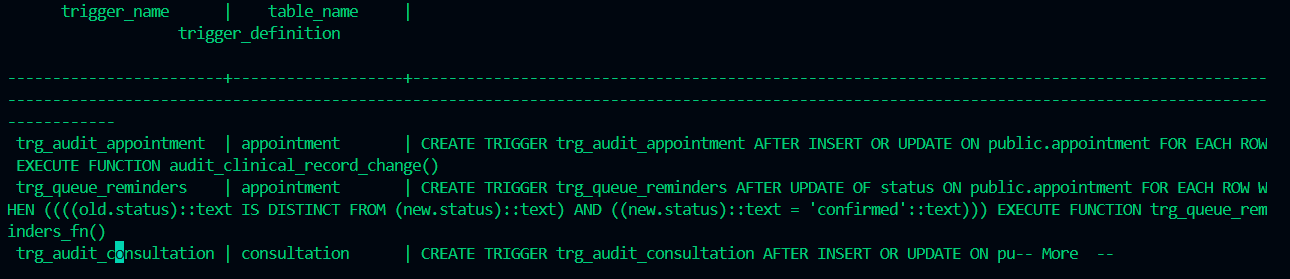 trigger_name | table_name |
trigger_definition
------------------------+-------------------+-----------------------------------------------------------------------------------------------
--------------------------------------------------------------------------------------------------------------------------------------------
------------
trg_audit_appointment | appointment | CREATE TRIGGER trg_audit_appointment AFTER INSERT OR UPDATE ON public.appointment FOR EACH ROW
EXECUTE FUNCTION audit_clinical_record_change()
trg_queue_reminders | appointment | CREATE TRIGGER trg_queue_reminders AFTER UPDATE OF status ON public.appointment FOR EACH ROW W
HEN ((((old.status)::text IS DISTINCT FROM (new.status)::text) AND ((new.status)::text = 'confirmed'::text))) EXECUTE FUNCTION trg_queue_rem
inders_fn()
trg_audit_consultation | consultation | CREATE TRIGGER trg_audit_consultation AFTER INSERT OR UPDATE ON pu-- More --